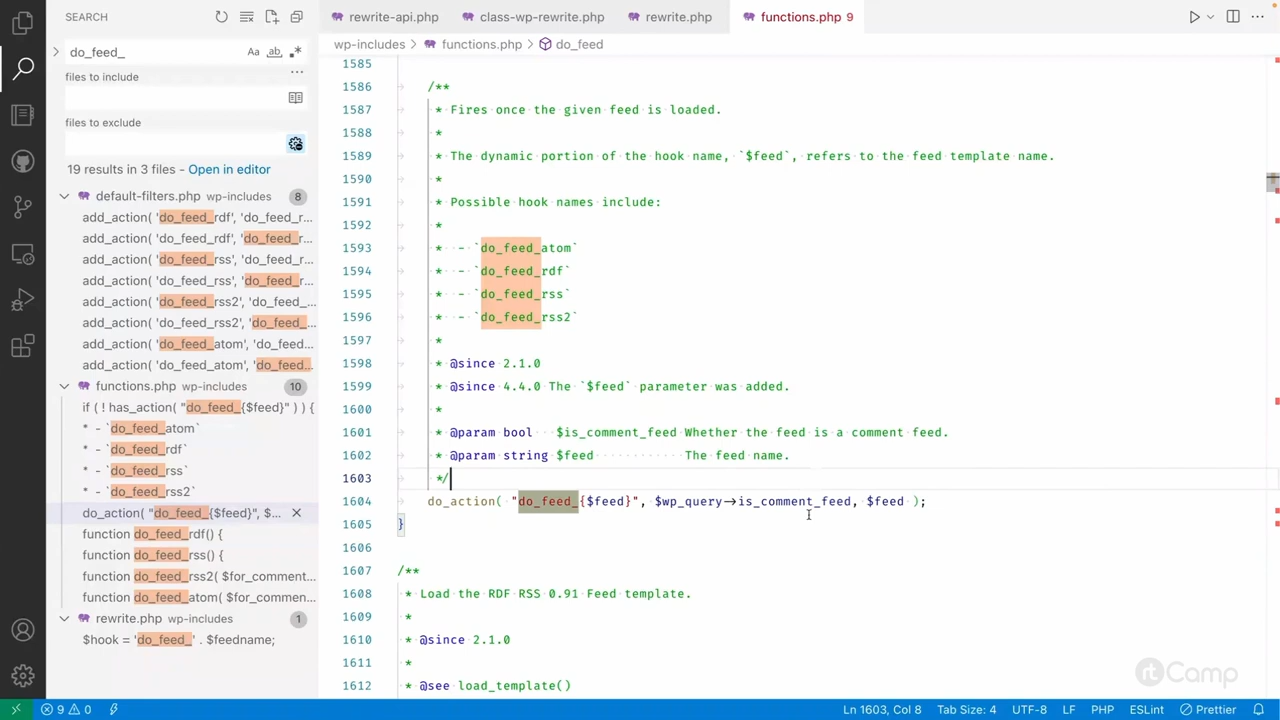 SEARCH
do_feed_
Aa
ab
files to include
files to exclude
19 results in 3 files - Open in editor
default-filters.php wp-includes 8
add_action( 'do_feed_rdf', 'do_feed_r...
add_action( 'do_feed_rdf', 'do_feed_r...
add_action( 'do_feed_rss', 'do_feed_r...
add_action( 'do_feed_rss', 'do_feed_r...
add_action( 'do_feed_rss2', 'do_feed_...
add_action( 'do_feed_rss2', 'do_feed_...
add_action( 'do_feed_atom', 'do_feed...
add_action( 'do_feed_atom', 'do_feed...
functions.php wp-includes 10
if ( ! has_action( "do_feed_{$feed}" ) ) {
* - `do_feed_atom`
* - `do_feed_rdf`
* - `do_feed_rss`
* - `do_feed_rss2`
do_action( "do_feed_{$feed}", $...
function do_feed_rdf() {
function do_feed_rss() {
function do_feed_rss2( $for_comment...
function do_feed_atom( $for_commen...
rewrite.php wp-includes 1
$hook = 'do_feed_' . $feedname;
rewrite-api.php class-wp-rewrite.php rewrite.php functions.php 9
wp-includes > functions.php > do_feed
1585
1586 /**
1587 * Fires once the given feed is loaded.
1588 *
1589 * The dynamic portion of the hook name, `$feed`, refers to the feed template name.
1590 *
1591 * Possible hook names include:
1592 *
1593 * - `do_feed_atom`
1594 * - `do_feed_rdf`
1595 * - `do_feed_rss`
1596 * - `do_feed_rss2`
1597 *
1598 * @since 2.1.0
1599 * @since 4.4.0 The `$feed` parameter was added.
1600 *
1601 * @param bool $is_comment_feed Whether the feed is a comment feed.
1602 * @param string $feed The feed name.
1603 */
1604 do_action( "do_feed_{$feed}", $wp_query->is_comment_feed, $feed );
1605 }
1606
1607 /**
1608 * Load the RDF RSS 0.91 Feed template.
1609 *
1610 * @since 2.1.0
1611 *
1612 * @see load_template()
rtCamp
9 0 Ln 1603, Col 8 Tab Size: 4 UTF-8 LF PHP ESLint Prettier